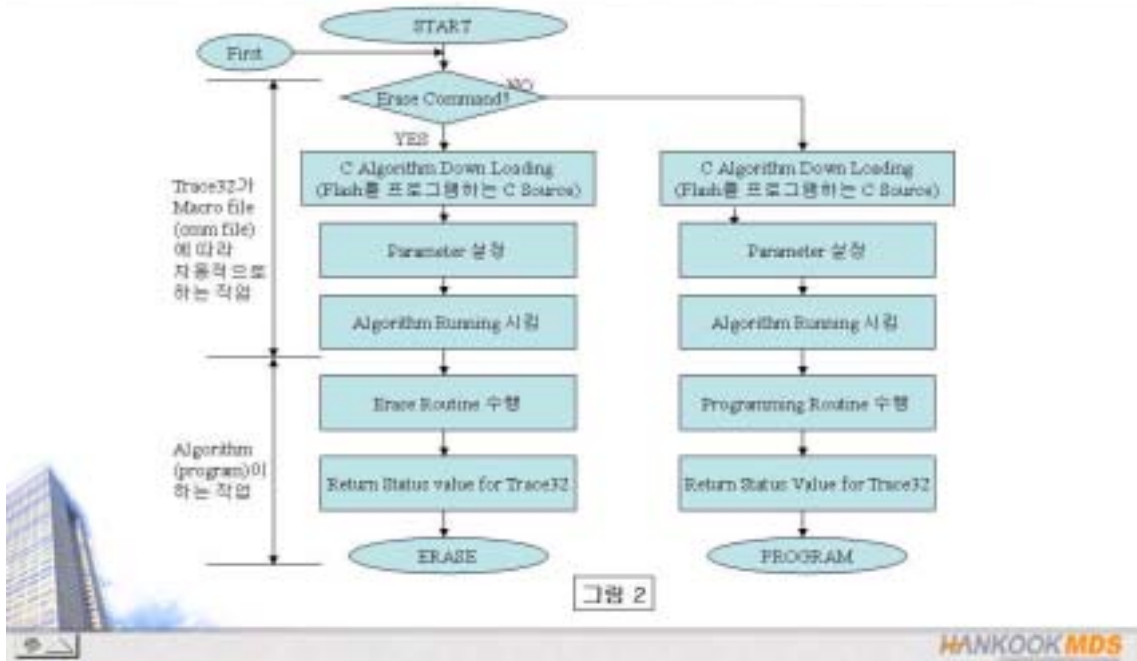 START
First
NO
Erase Command?
YES
C Algorithm Down Loading
(Flash를 프로그램하는 C Source)
C Algorithm Down Loading
(Flash를 프로그램하는 C Source)
Trace32가
Macro file
(cmm file)
에 따라
자동적으로
하는 작업
Parameter 설정
Parameter 설정
Algorithm Running 시킴
Algorithm Running 시킴
Erase Routine 수행
Programming Routine 수행
Algorithm
(program)이
하는 작업
Return Status value for Trace32
Return Status Value for Trace32
ERASE
PROGRAM
그림 2
HANKOOK MDS